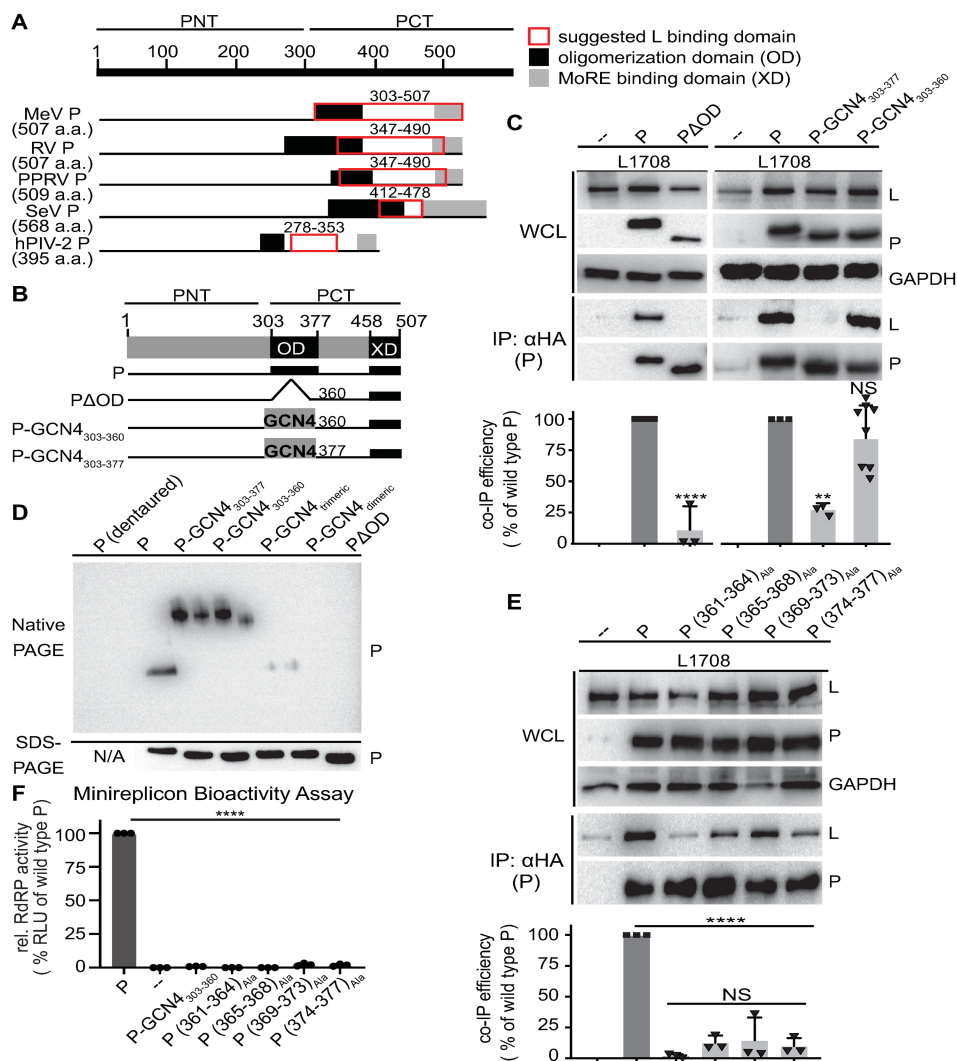 A
PNT PCT
1 100 200 300 400 500
suggested L binding domain
oligomerization domain (OD)
MoRE binding domain (XD)
303-507
MeV P
(507 a.a.)
347-490
RV P
(507 a.a.)
347-490
PPRV P
(509 a.a.)
412-478
SeV P
(568 a.a.)
278-353
hPIV-2 P
(395 a.a.)
B
PNT PCT
1 303 377 458 507
OD XD
P
PΔOD 360
P-GCN4303-360 GCN4 360
P-GCN4303-377 GCN4 377
C
-- P PΔOD -- P P-GCN4303-377 P-GCN4303-360
L1708 L1708
WCL
L
P
GAPDH
IP: αHA
(P)
L
P
co-IP efficiency
( % of wild type P)
100
75
50
25
0
**** ** NS
D
P (dentaured) P P-GCN4303-377 P-GCN4303-360 P-GCN4trimeric P-GCN4dimeric PΔOD
Native
PAGE
P
SDS-
PAGE
N/A
P
E
-- P P (361-364)Ala P (365-368)Ala P (369-373)Ala P (374-377)Ala
L1708
WCL
L
P
GAPDH
IP: αHA
(P)
L
P
co-IP efficiency
( % of wild type P)
100
75
50
25
0
****
NS
F Minireplicon Bioactivity Assay
****
rel. RdRP activity
( % RLU of wild type P)
100
75
50
25
0
P -- P-GCN4303-360 P (361-364)Ala P (365-368)Ala P (369-373)Ala P (374-377)Ala